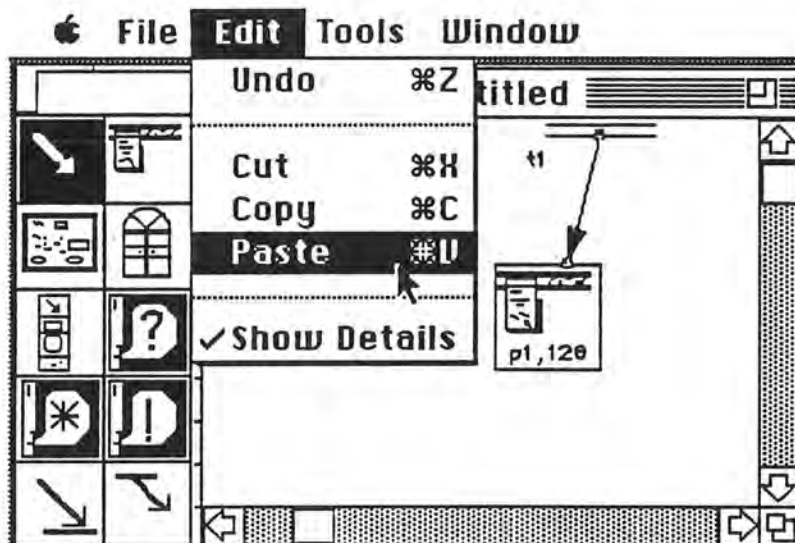 File Edit Tools Window
titled
Undo ⌘Z
Cut ⌘X
Copy ⌘C
Paste ⌘V
✓Show Details
t1
p1,120
?
*
!